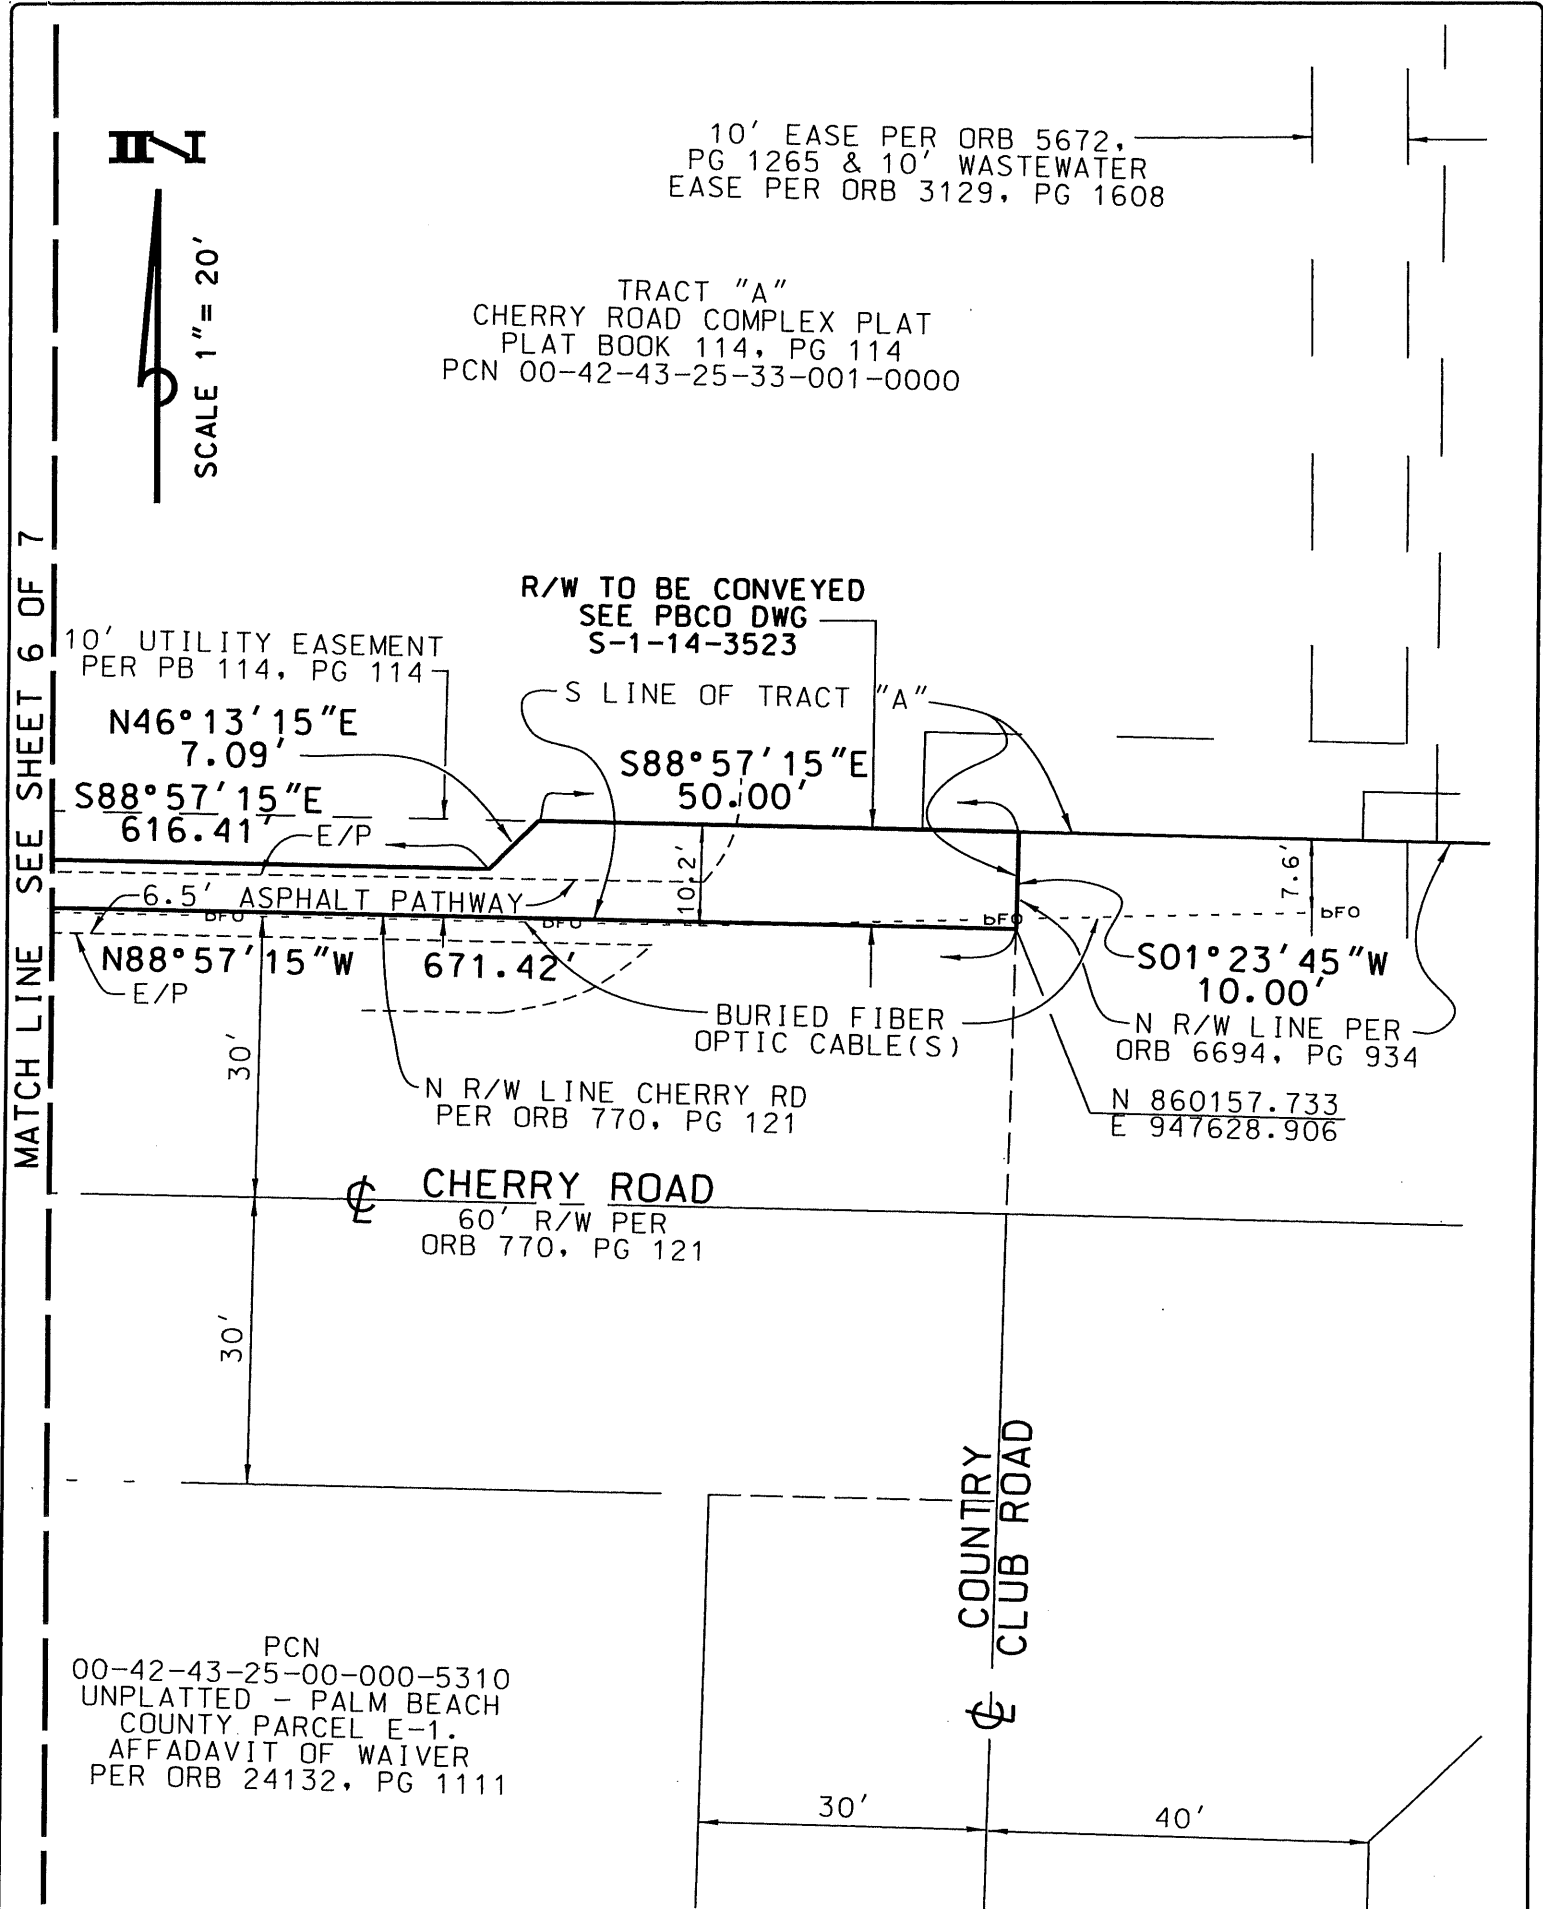 10' EASE PER ORB 5672,
PG 1265 & 10' WASTEWATER
EASE PER ORB 3129, PG 1608
N
SCALE 1"= 20'
TRACT "A"
CHERRY ROAD COMPLEX PLAT
PLAT BOOK 114, PG 114
PCN 00-42-43-25-33-001-0000
MATCH LINE SEE SHEET 6 OF 7
R/W TO BE CONVEYED
SEE PBCO DWG
S-1-14-3523
10' UTILITY EASEMENT
PER PB 114, PG 114
S LINE OF TRACT "A"
N46°13'15"E
7.09'
S88°57'15"E
50.00'
S88°57'15"E
616.41'
E/P
10.2'
7.6'
6.5' ASPHALT PATHWAY
bFO
bFO
bFO
bFO
N88°57'15"W 671.42'
E/P
S01°23'45"W
10.00'
BURIED FIBER
OPTIC CABLE(S)
N R/W LINE PER
ORB 6694, PG 934
30'
N R/W LINE CHERRY RD
PER ORB 770, PG 121
N 860157.733
E 947628.906
CL CHERRY ROAD
60' R/W PER
ORB 770, PG 121
30'
COUNTRY
CLUB ROAD
CL
PCN
00-42-43-25-00-000-5310
UNPLATTED - PALM BEACH
COUNTY PARCEL E-1.
AFFADAVIT OF WAIVER
PER ORB 24132, PG 1111
30'
40'